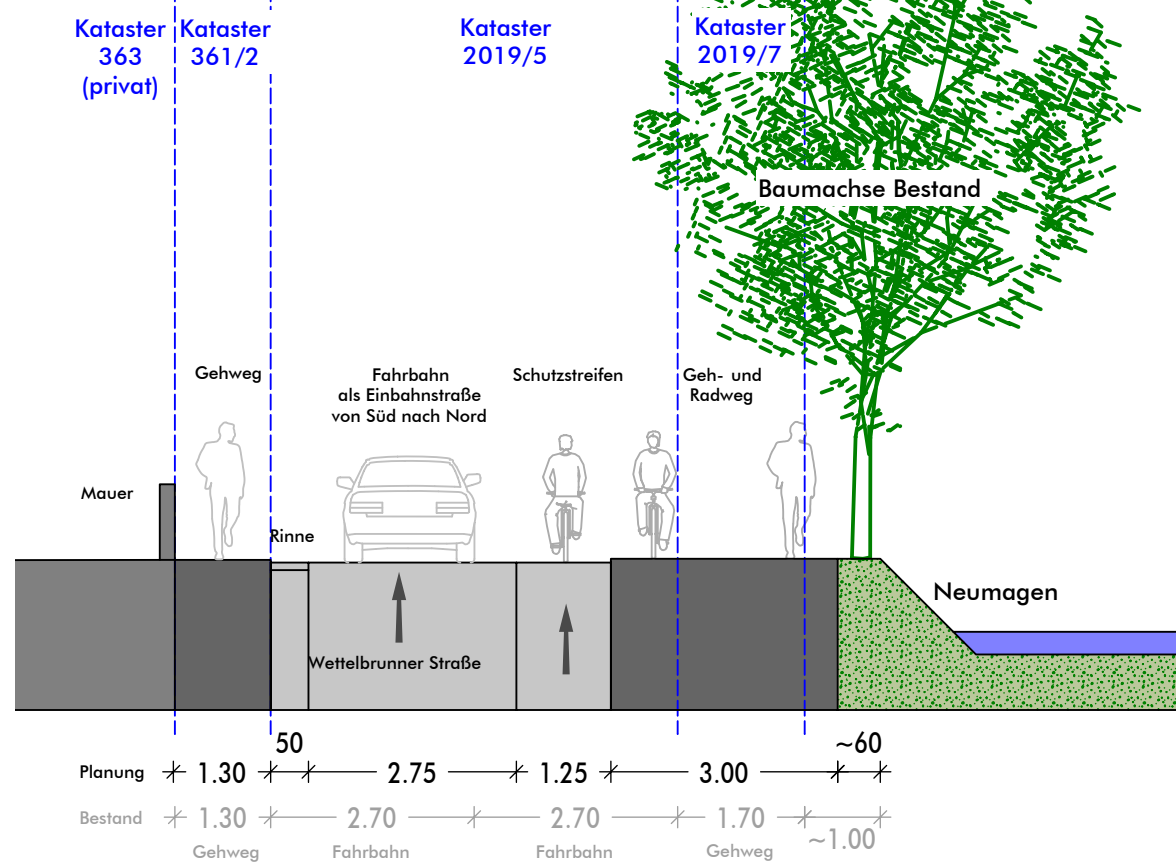 Kataster
363
(privat)
Kataster
361/2
Kataster
2019/5
Kataster
2019/7
Baumachse Bestand
Gehweg
Fahrbahn
als Einbahnstraße
von Süd nach Nord
Schutzstreifen
Geh- und
Radweg
Mauer
Rinne
Neumagen
Wettelbrunner Straße
50
~60
Planung 1.30 2.75 1.25 3.00
Bestand 1.30 2.70 2.70 1.70
~1.00
Gehweg Fahrbahn Fahrbahn Gehweg